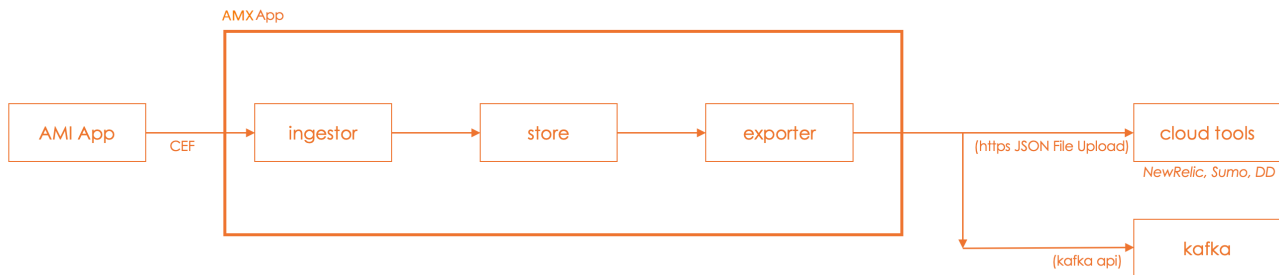 AMX App
AMI App
CEF
ingestor
store
exporter
(https JSON File Upload)
cloud tools
NewRelic, Sumo, DD
(kafka api)
kafka